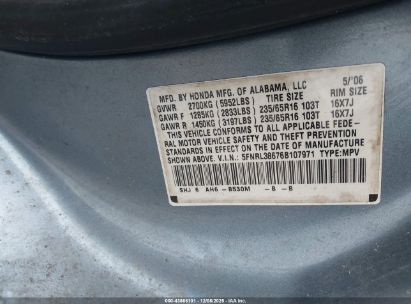 MFD. BY HONDA MFG. OF ALABAMA, LLC 5/'06
GVWR 2700KG (5952LBS) TIRE SIZE RIM SIZE
GAWR F 1285KG (2833LBS) 235/65R16 103T 16X7J
GAWR R 1450KG (3197LBS) 235/65R16 103T 16X7J
THIS VEHICLE CONFORMS TO ALL APPLICABLE FEDE-
RAL MOTOR VEHICLE SAFETY AND THEFT PREVENTION
STANDARDS IN EFFECT ON THE DATE OF MANUFACTURE
SHOWN ABOVE. V.I.N.: 5FNRL38676B107971 TYPE:MPV
SHJ 6 AH6 -B530M -B -B